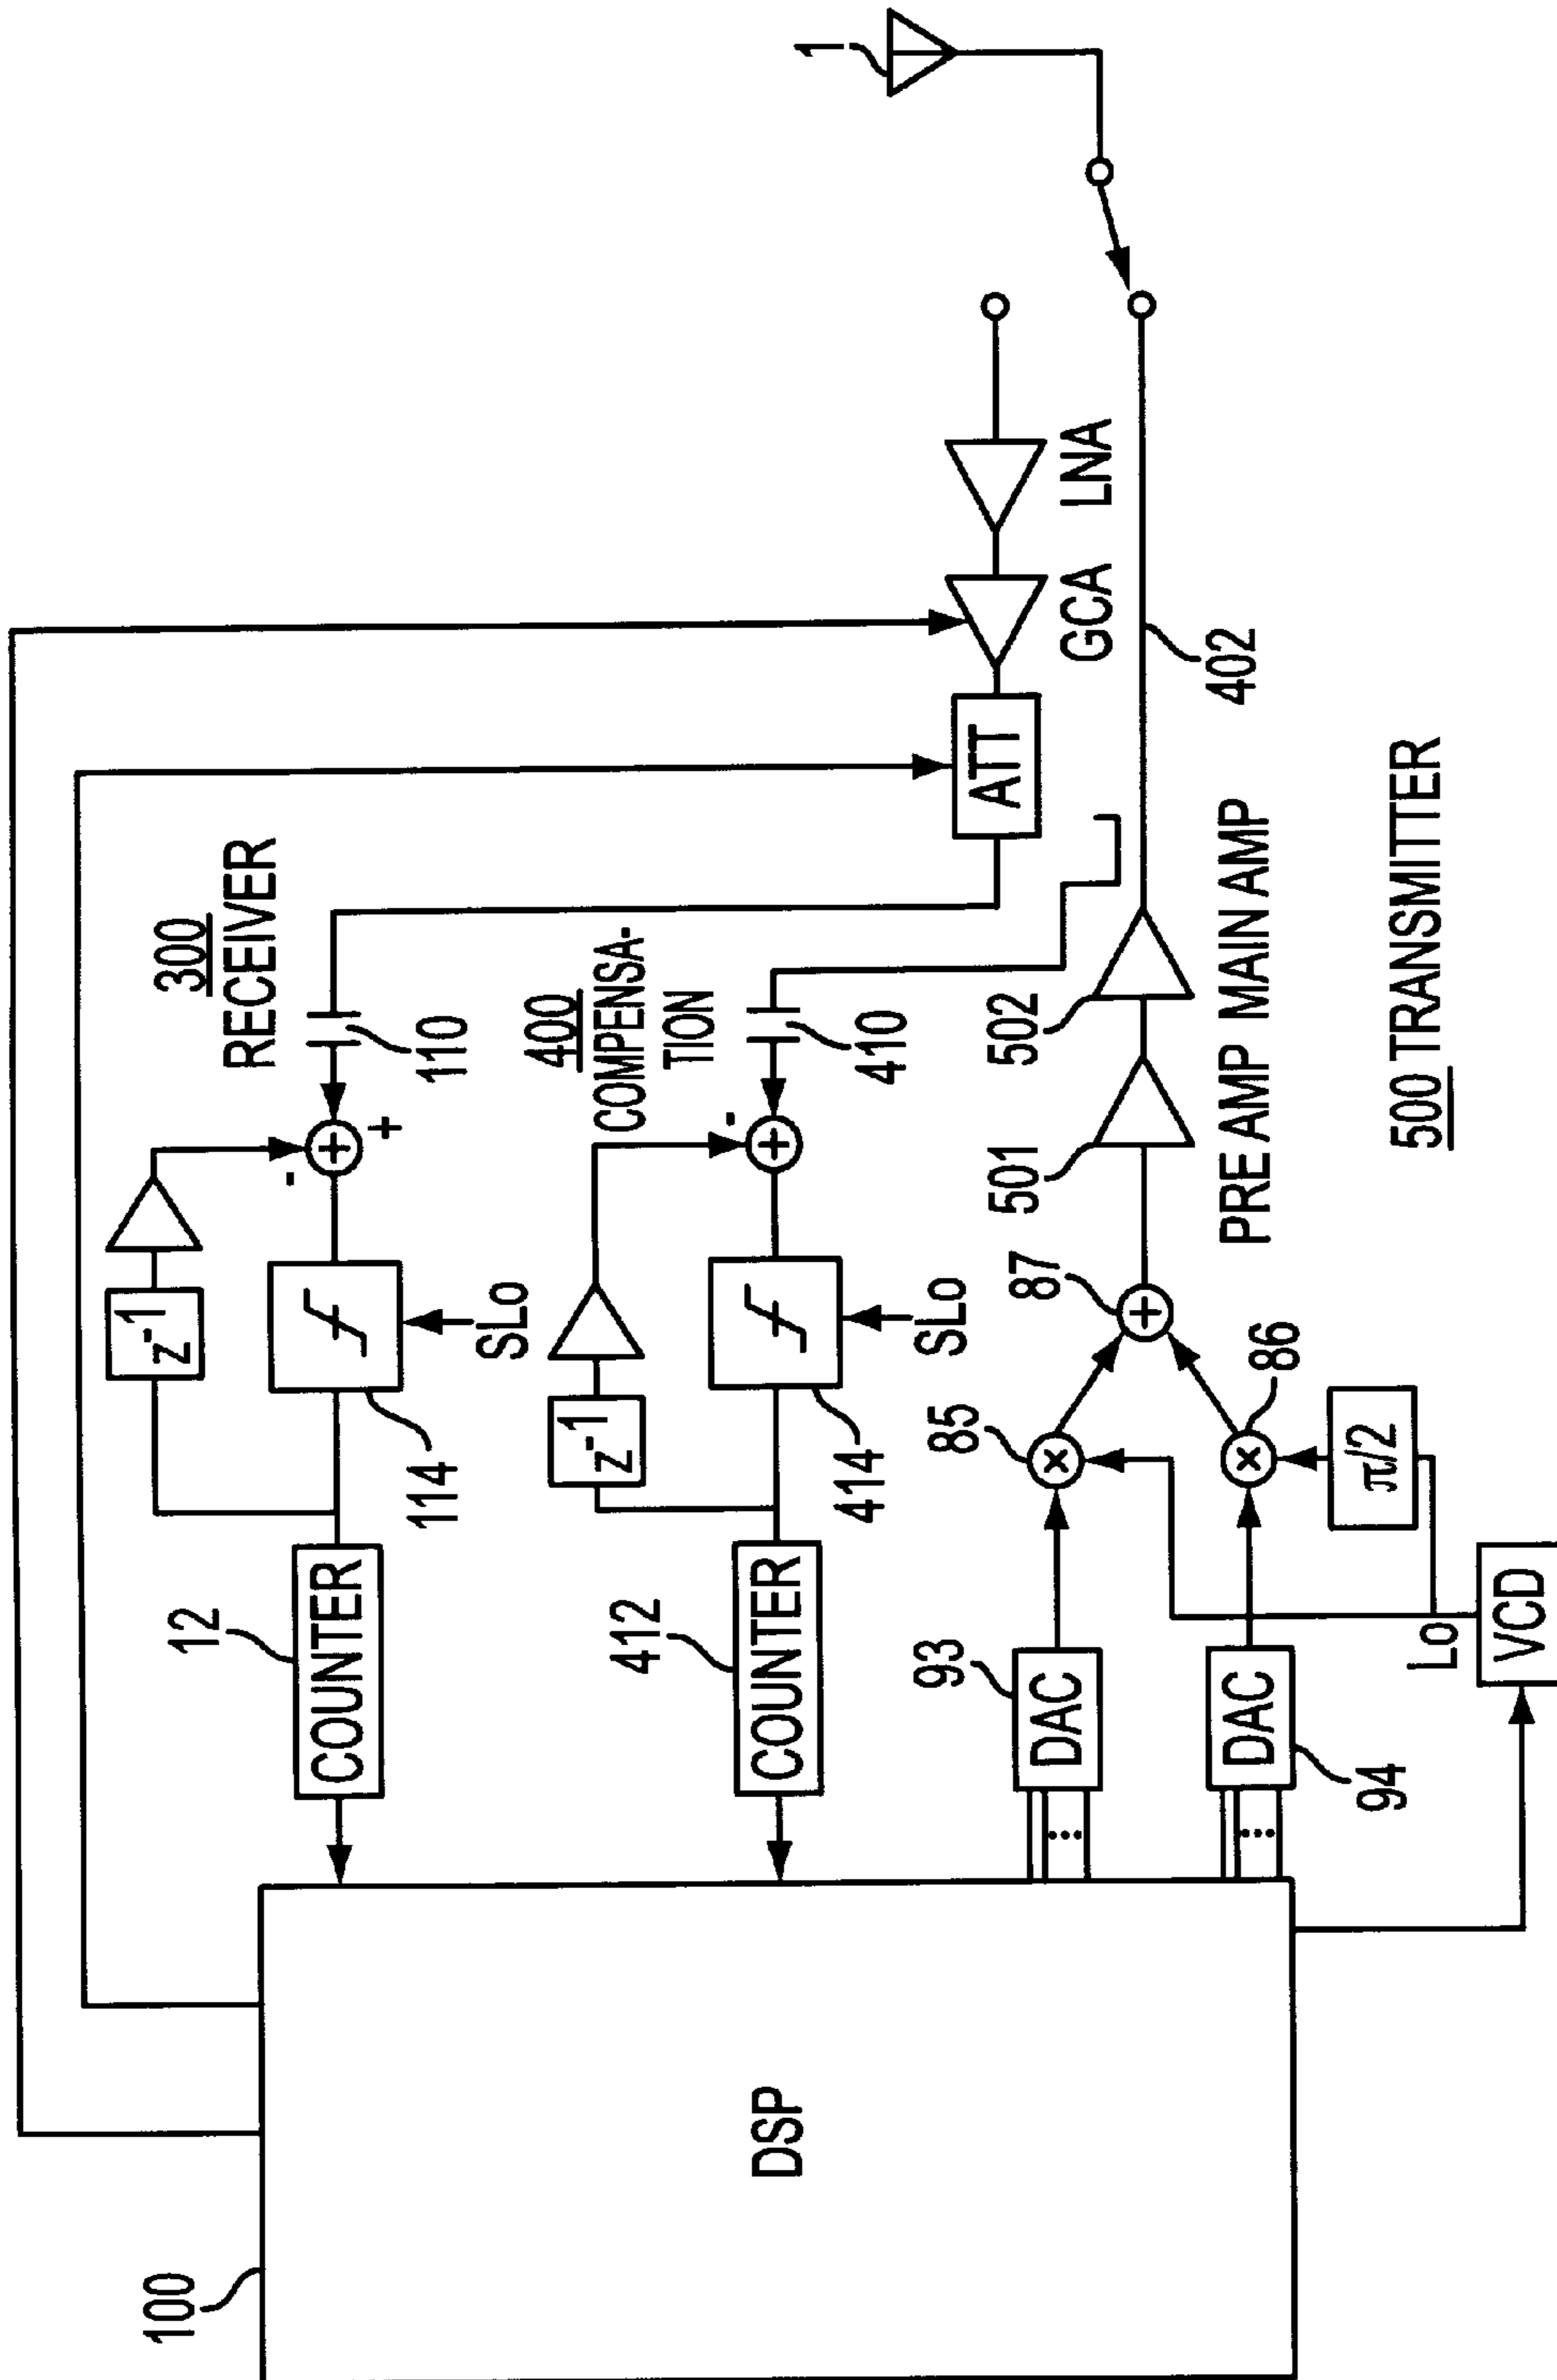 100
DSP
12
COUNTER
z-1
114
SLo
-
+
110
300
RECEIVER
412
COUNTER
z-1
414
SLo
-
400
COMPENSA-
TION
410
ATT
GCA
LNA
1
93
DAC
94
DAC
85
86
π/2
Lo
VCD
87
501
502
PRE AMP MAIN AMP
402
500 TRANSMITTER